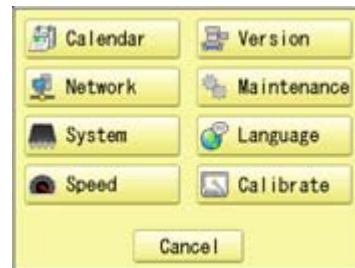 Calendar
Version
Network
Maintenance
System
Language
Speed
Calibrate
Cancel